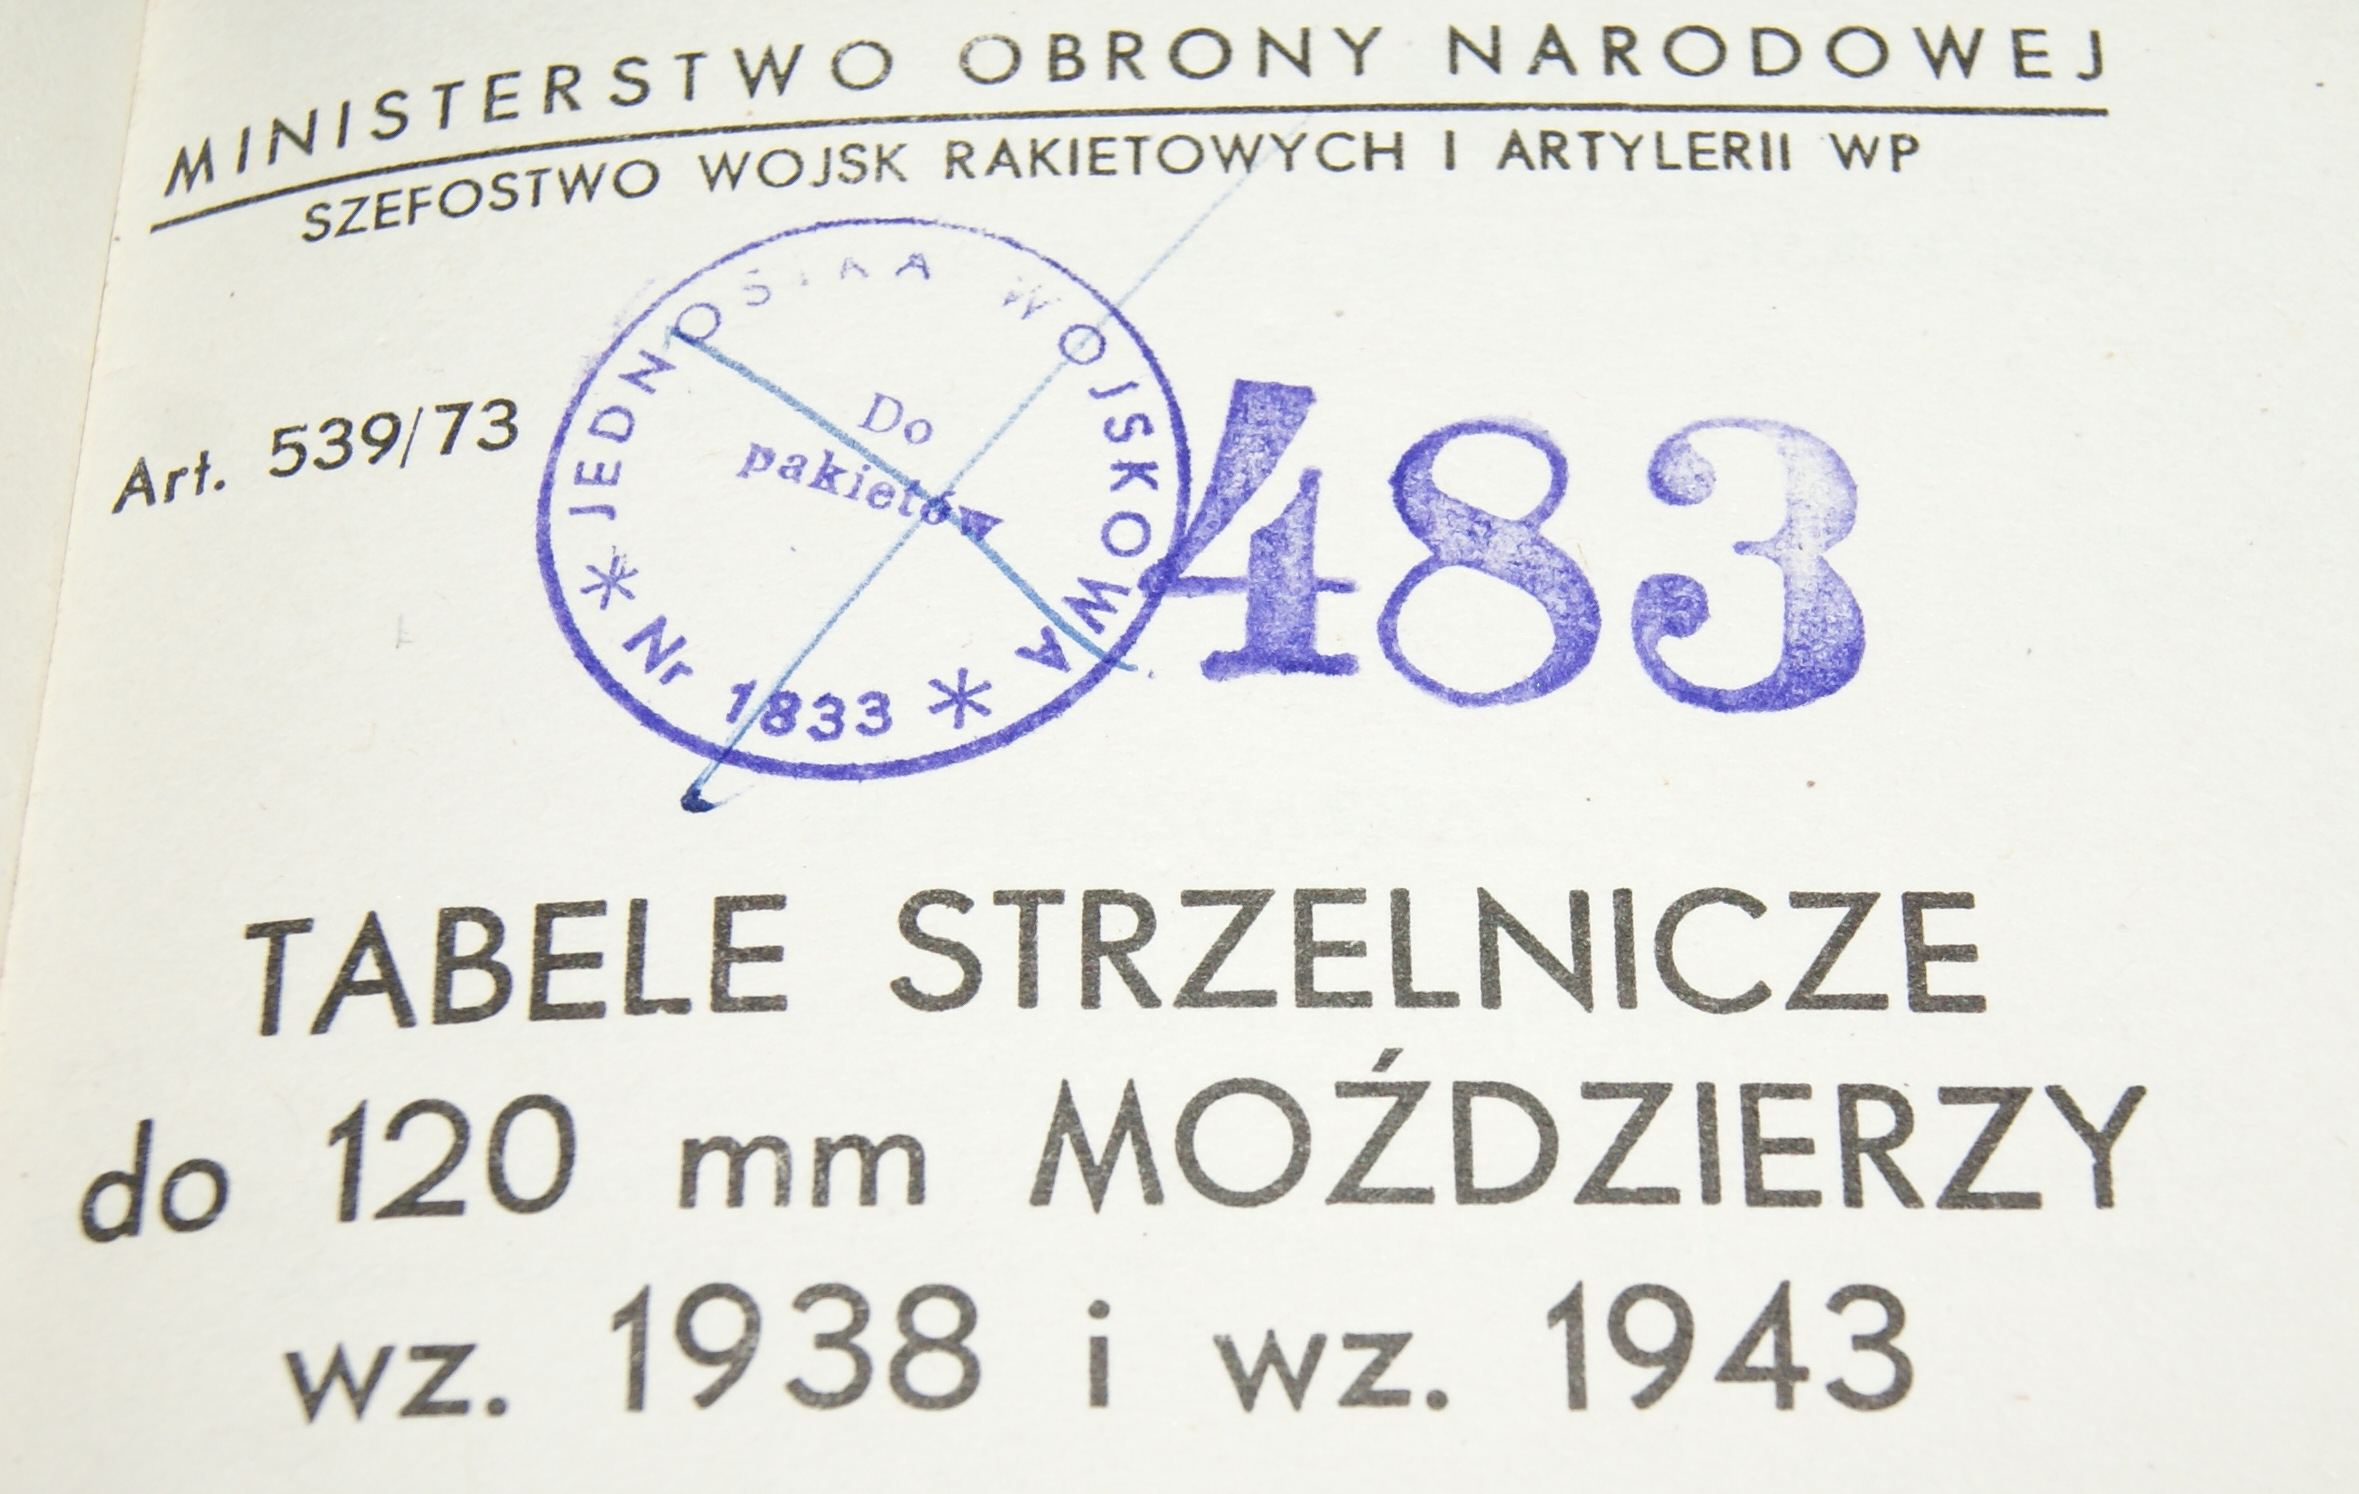 MINISTERSTWO OBRONY NARODOWEJ
SZEFOSTWO WOJSK RAKIETOWYCH I ARTYLERII WP
Art. 539/73
* JEDNOSTKA WOJSKOWA *
Nr 1833
Do
pakietów
483
TABELE STRZELNICZE
do 120 mm MOŹDZIERZY
wz. 1938 i wz. 1943